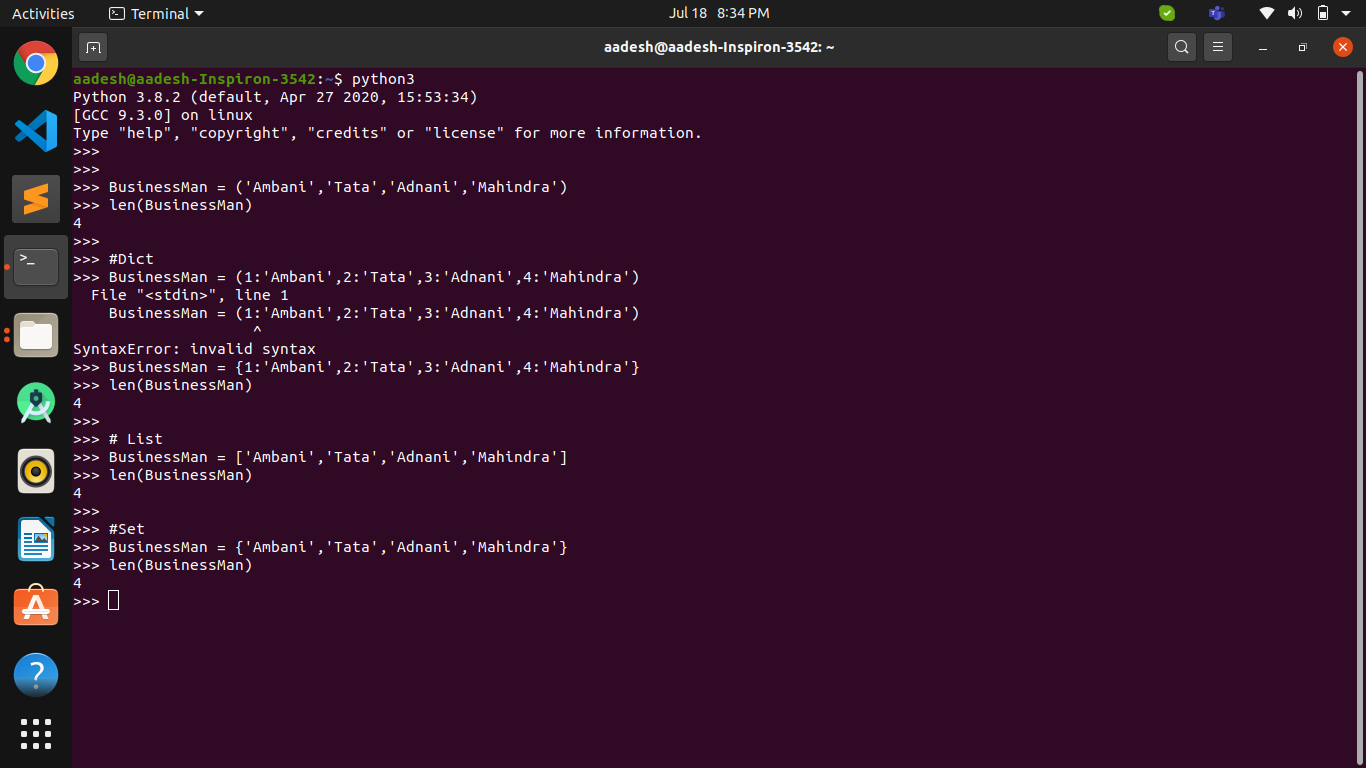 Activities Terminal Jul 18 8:34 PM
aadesh@aadesh-Inspiron-3542: ~
aadesh@aadesh-Inspiron-3542:~$ python3
Python 3.8.2 (default, Apr 27 2020, 15:53:34)
[GCC 9.3.0] on linux
Type "help", "copyright", "credits" or "license" for more information.
>>>
>>>
>>> BusinessMan = ('Ambani','Tata','Adnani','Mahindra')
>>> len(BusinessMan)
4
>>>
>>> #Dict
>>> BusinessMan = (1:'Ambani',2:'Tata',3:'Adnani',4:'Mahindra')
  File "<stdin>", line 1
    BusinessMan = (1:'Ambani',2:'Tata',3:'Adnani',4:'Mahindra')
                    ^
SyntaxError: invalid syntax
>>> BusinessMan = {1:'Ambani',2:'Tata',3:'Adnani',4:'Mahindra'}
>>> len(BusinessMan)
4
>>>
>>> # List
>>> BusinessMan = ['Ambani','Tata','Adnani','Mahindra']
>>> len(BusinessMan)
4
>>>
>>> #Set
>>> BusinessMan = {'Ambani','Tata','Adnani','Mahindra'}
>>> len(BusinessMan)
4
>>>